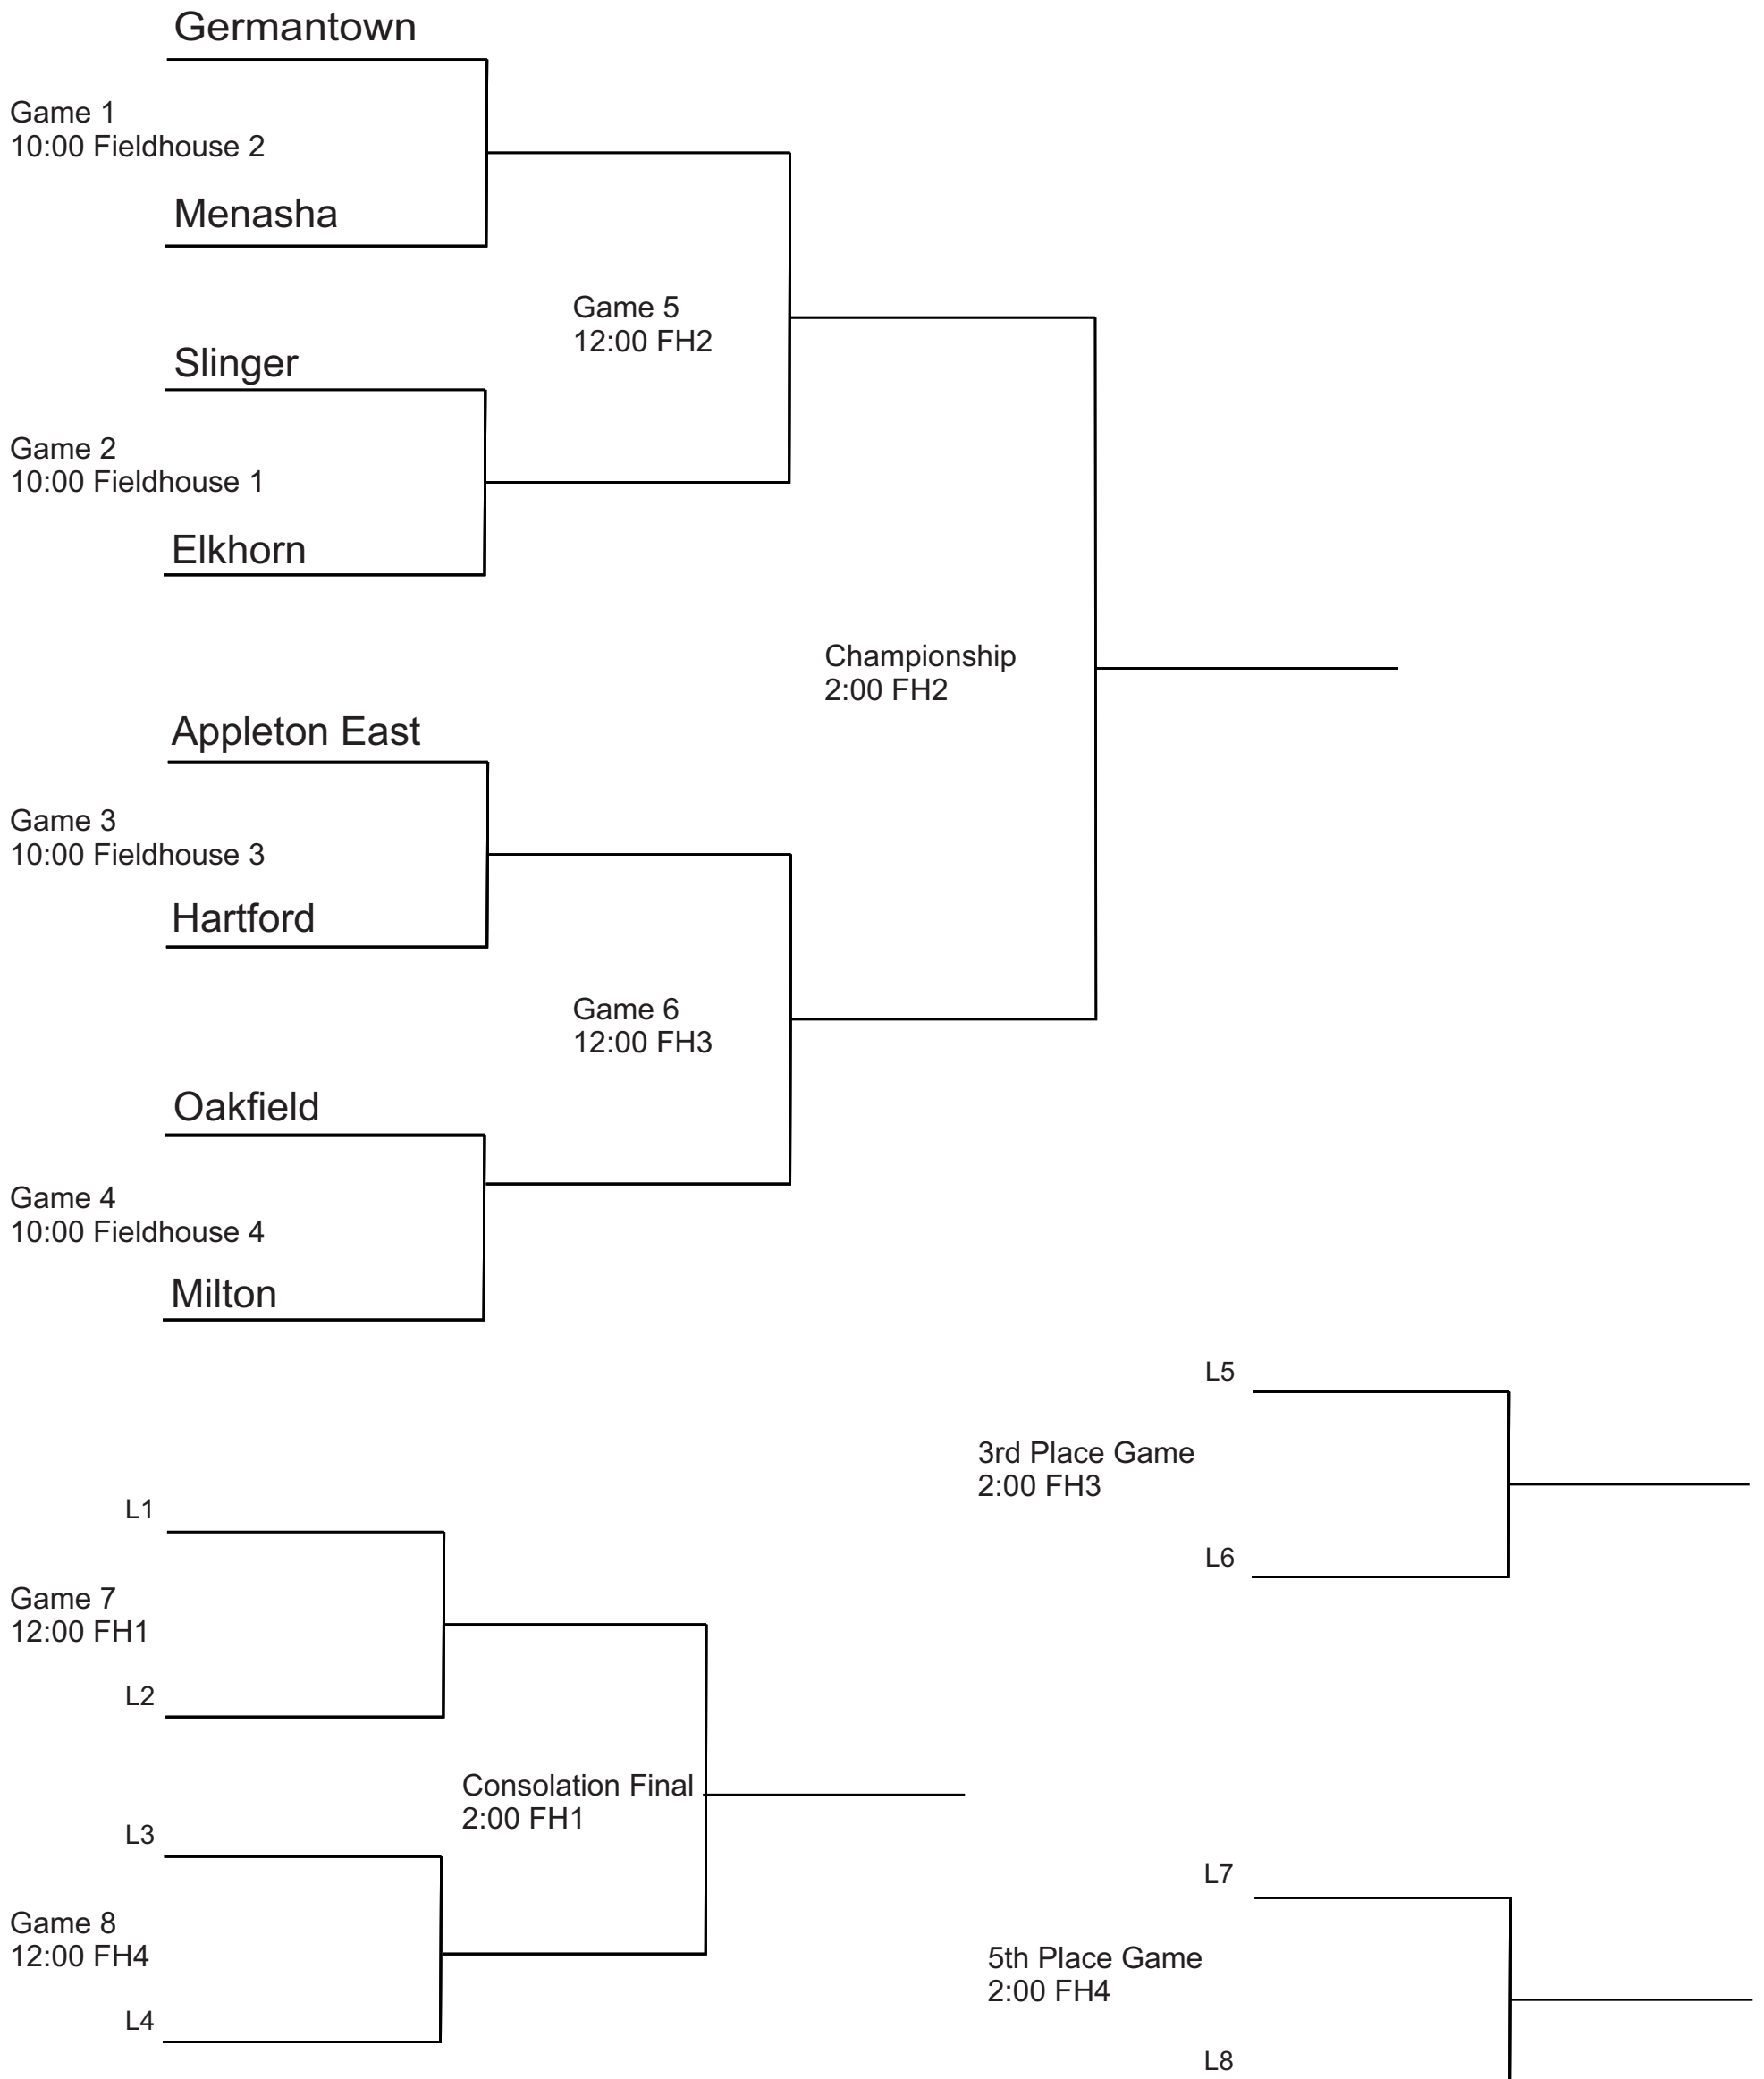 Germantown
Game 1
10:00 Fieldhouse 2
Menasha
Game 5
12:00 FH2
Slinger
Game 2
10:00 Fieldhouse 1
Elkhorn
Championship
2:00 FH2
Appleton East
Game 3
10:00 Fieldhouse 3
Hartford
Game 6
12:00 FH3
Oakfield
Game 4
10:00 Fieldhouse 4
Milton
L5
3rd Place Game
2:00 FH3
L6
L1
Game 7
12:00 FH1
L2
Consolation Final
2:00 FH1
L3
Game 8
12:00 FH4
L4
L7
5th Place Game
2:00 FH4
L8